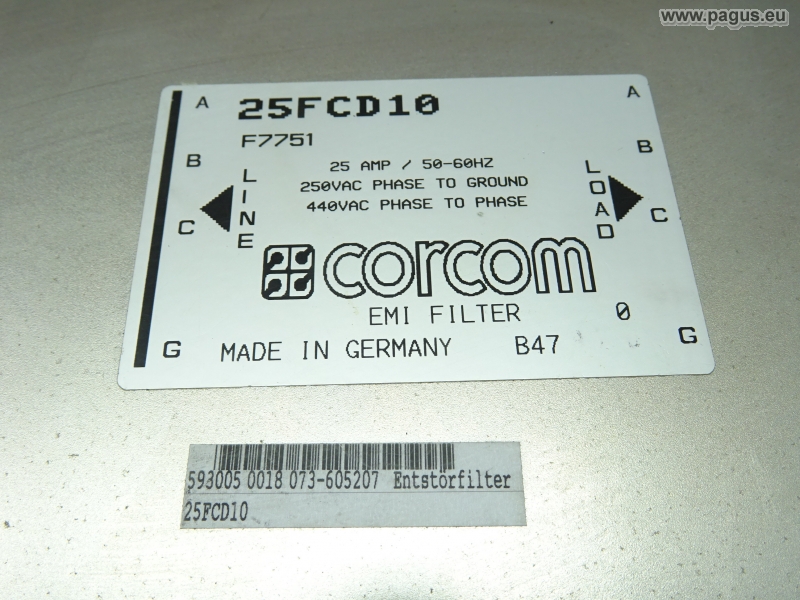 www.pagus.eu
A 25FCD10 A
F7751
B 25 AMP / 50-60HZ B
250VAC PHASE TO GROUND
440VAC PHASE TO PHASE
C LINE LOAD C
corcom
EMI FILTER 0
G MADE IN GERMANY B47 G
593005 0018 073-605207 Entstörfilter
25FCD10